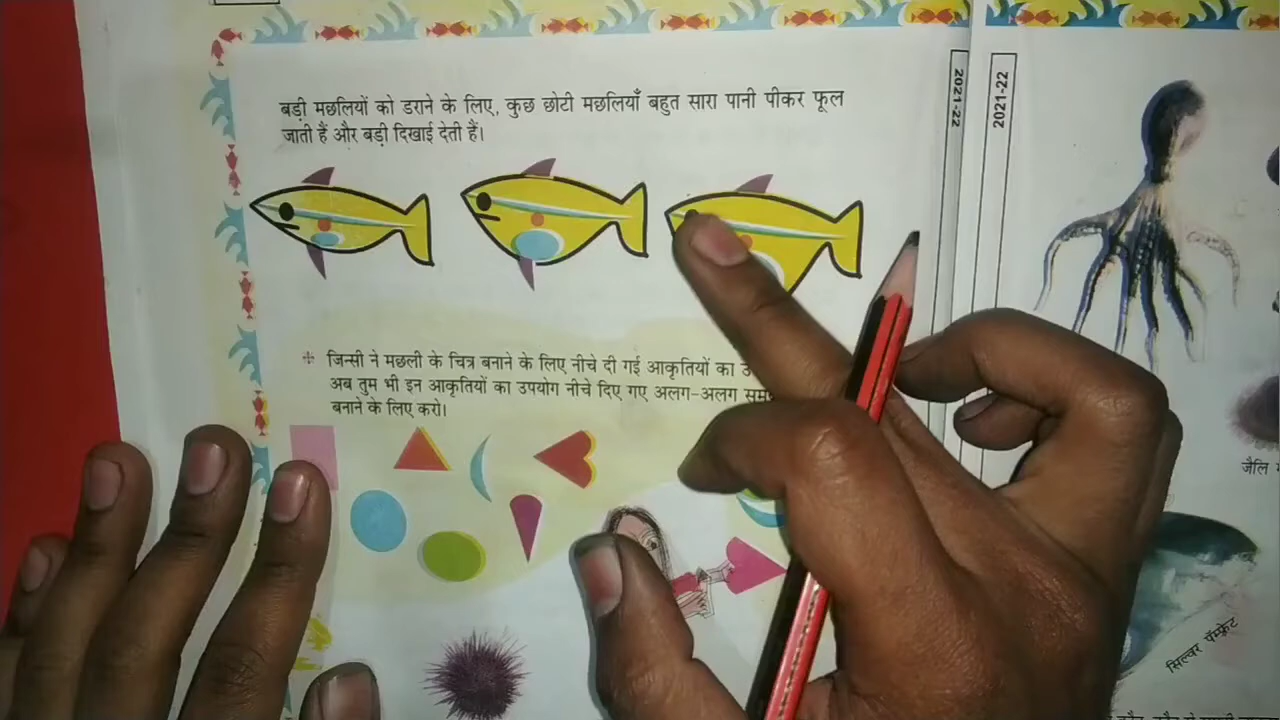 बड़ी मछलियों को डराने के लिए, कुछ छोटी मछलियाँ बहुत सारा पानी पीकर फूल
जाती हैं और बड़ी दिखाई देती हैं।
जिन्सी ने मछली के चित्र बनाने के लिए नीचे दी गई आकृतियों का
अब तुम भी इन आकृतियों का उपयोग नीचे दिए गए अलग-अलग
बनाने के लिए करो।
2021-22
2021-22
जैलि
सिल्वर पॉम्फ्रेट